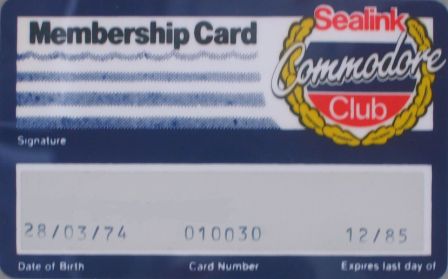 Membership Card
Sealink
Commodore
Club
Signature
28/03/74 010030 12/85
Date of Birth Card Number Expires last day of